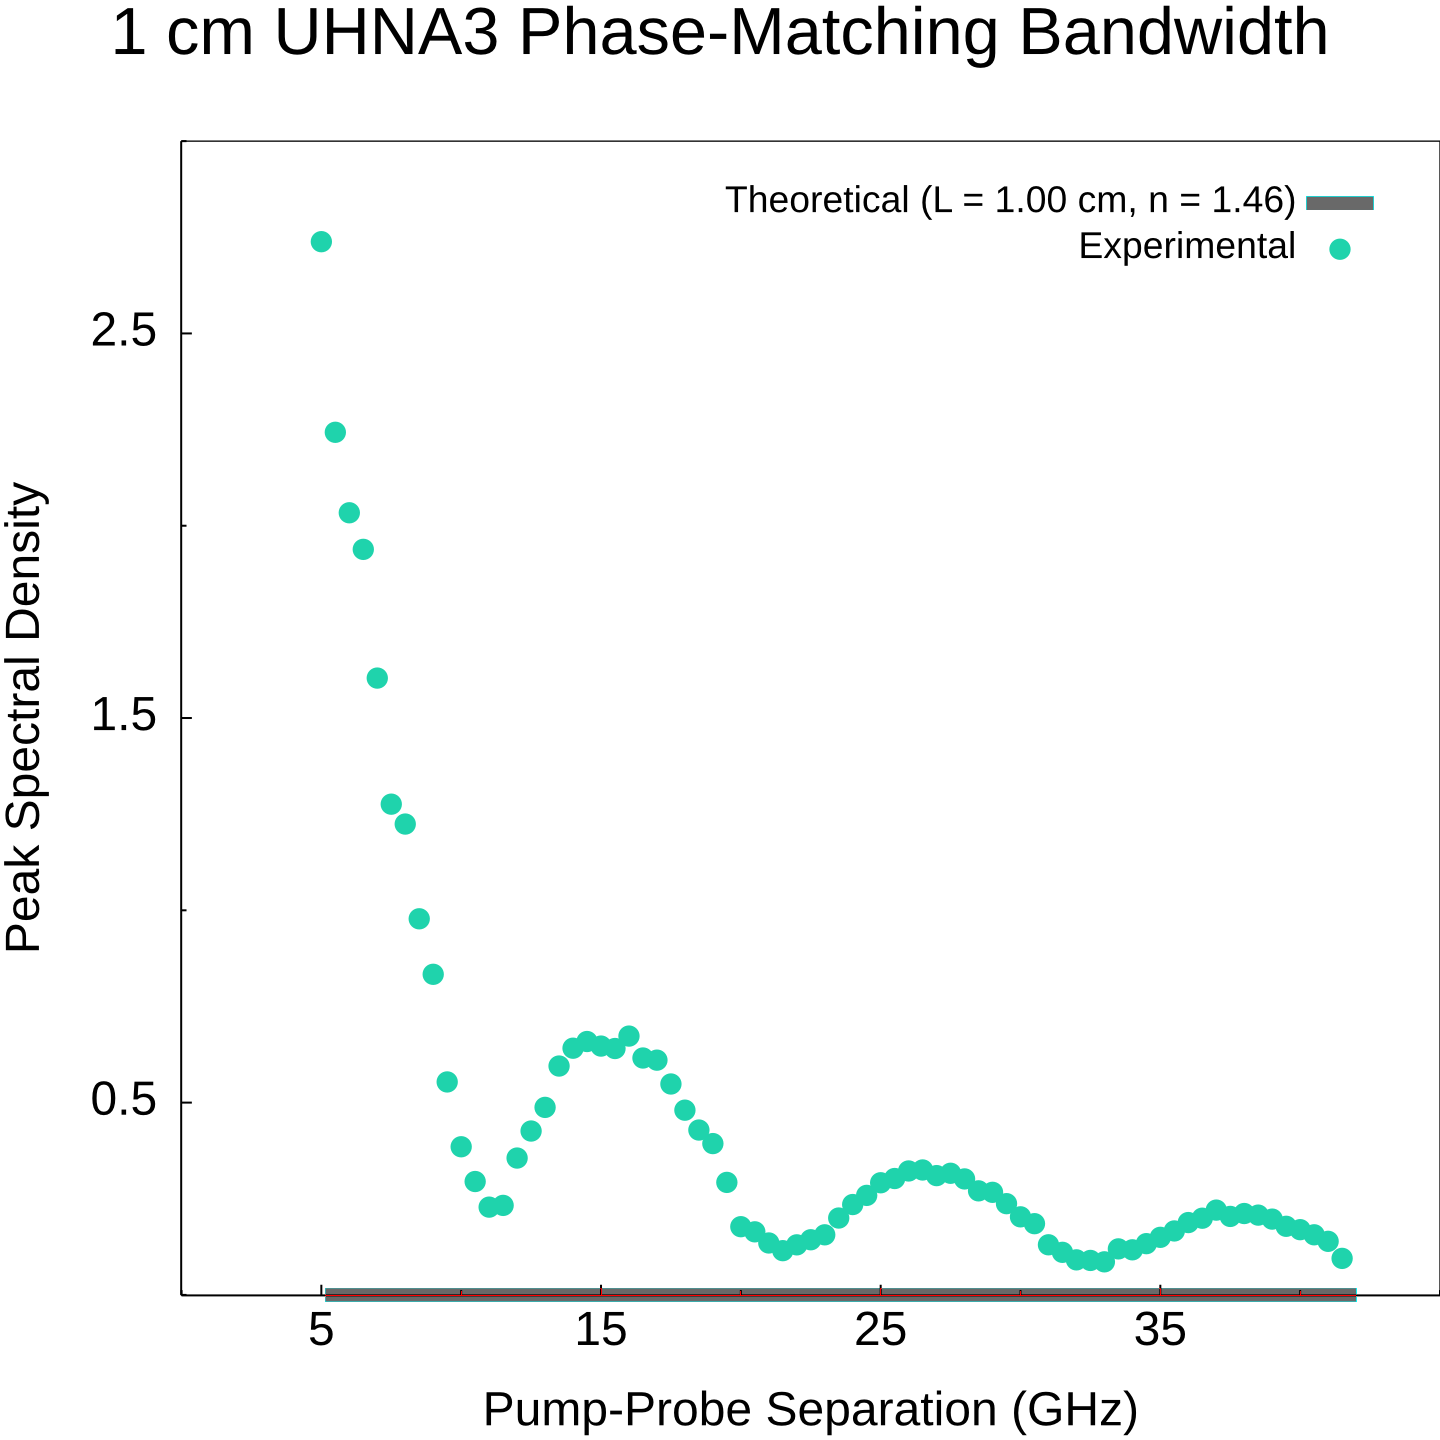 1 cm UHNA3 Phase-Matching Bandwidth
Theoretical (L = 1.00 cm, n = 1.46)
Experimental
2.5
1.5
0.5
Peak Spectral Density
5 15 25 35
Pump-Probe Separation (GHz)